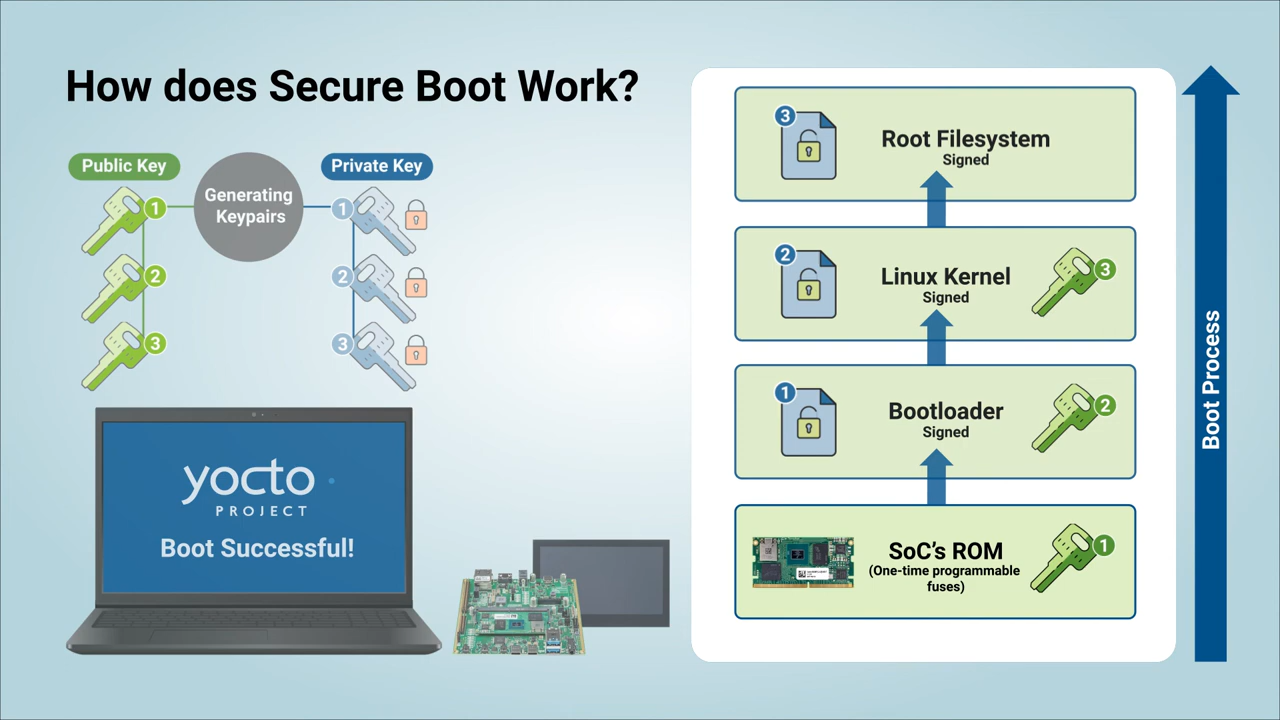 How does Secure Boot Work?
Public Key
Generating
Keypairs
Private Key
1
1
2
2
3
3
yocto
PROJECT
Boot Successful!
3
Root Filesystem
Signed
2
Linux Kernel
Signed
3
1
Bootloader
Signed
2
SoC's ROM
(One-time programmable
fuses)
1
Boot Process